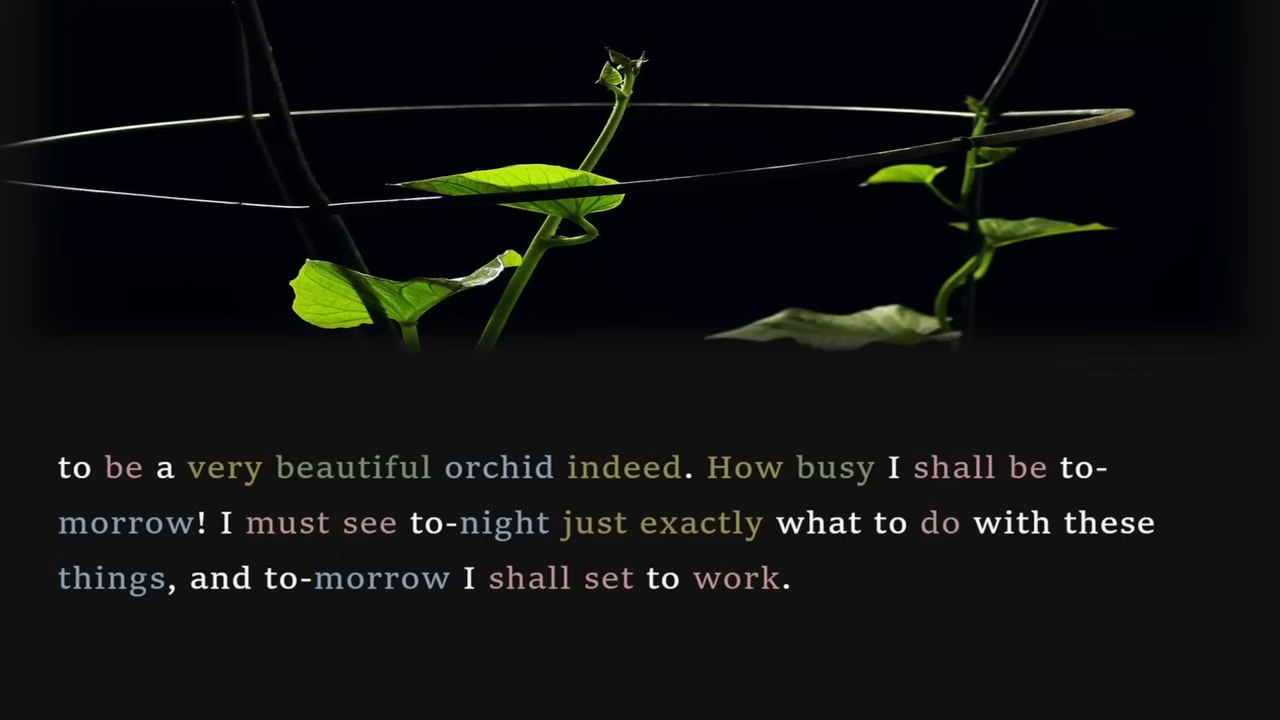 to be a very beautiful orchid indeed. How busy I shall be to-
morrow! I must see to-night just exactly what to do with these
things, and to-morrow I shall set to work.